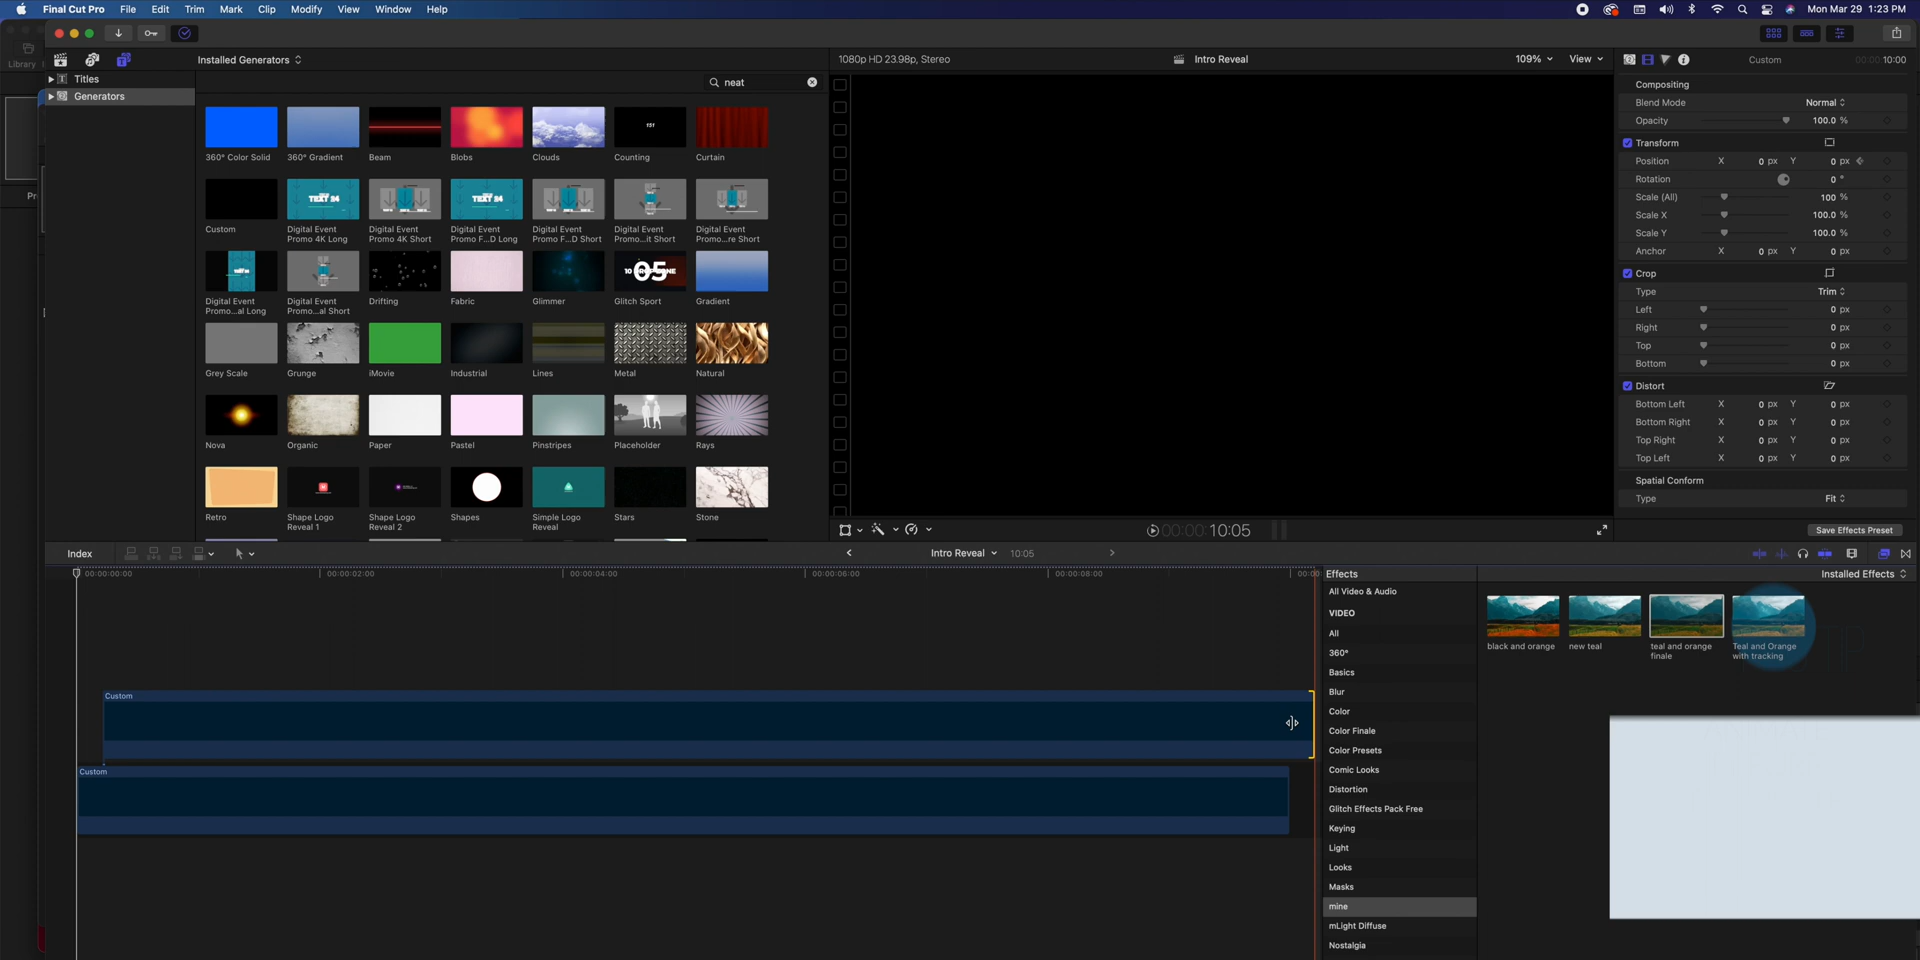 Final Cut Pro File Edit Trim Mark Clip Modify View Window Help
Mon Mar 29 1:23 PM
Library
Installed Generators
1080p HD 23.98p, Stereo
Intro Reveal
109%
View
Custom
10:00
Titles
Generators
neat
360° Color Solid
360° Gradient
Beam
Blobs
Clouds
151
Counting
Curtain
Custom
TEXT 24
Digital Event
Promo 4K Long
Digital Event
Promo 4K Short
TEXT 24
Digital Event
Promo F...D Long
Digital Event
Promo F...D Short
Digital Event
Promo...it Short
Digital Event
Promo...re Short
Digital Event
Promo...al Long
Digital Event
Promo...al Short
Drifting
Fabric
Glimmer
05
Glitch Sport
Gradient
Grey Scale
Grunge
iMovie
Industrial
Lines
Metal
Natural
Nova
Organic
Paper
Pastel
Pinstripes
Placeholder
Rays
Retro
Shape Logo
Reveal 1
Shape Logo
Reveal 2
Shapes
Simple Logo
Reveal
Stars
Stone
Pr
Compositing
Blend Mode Normal
Opacity 100.0 %
Transform
Position X 0 px Y 0 px
Rotation 0 °
Scale (All) 100 %
Scale X 100.0 %
Scale Y 100.0 %
Anchor X 0 px Y 0 px
Crop
Type Trim
Left 0 px
Right 0 px
Top 0 px
Bottom 0 px
Distort
Bottom Left X 0 px Y 0 px
Bottom Right X 0 px Y 0 px
Top Right X 0 px Y 0 px
Top Left X 0 px Y 0 px
Spatial Conform
Type Fit
00:00:10:05
Save Effects Preset
Index
Intro Reveal 10:05
00:00:00:00 00:00:02:00 00:00:04:00 00:00:06:00 00:00:08:00
Custom
Custom
Effects
Installed Effects
All Video & Audio
VIDEO
All
360°
Basics
Blur
Color
Color Finale
Color Presets
Comic Looks
Distortion
Glitch Effects Pack Free
Keying
Light
Looks
Masks
mine
mLight Diffuse
Nostalgia
black and orange
new teal
teal and orange
finale
Teal and Orange
with tracking